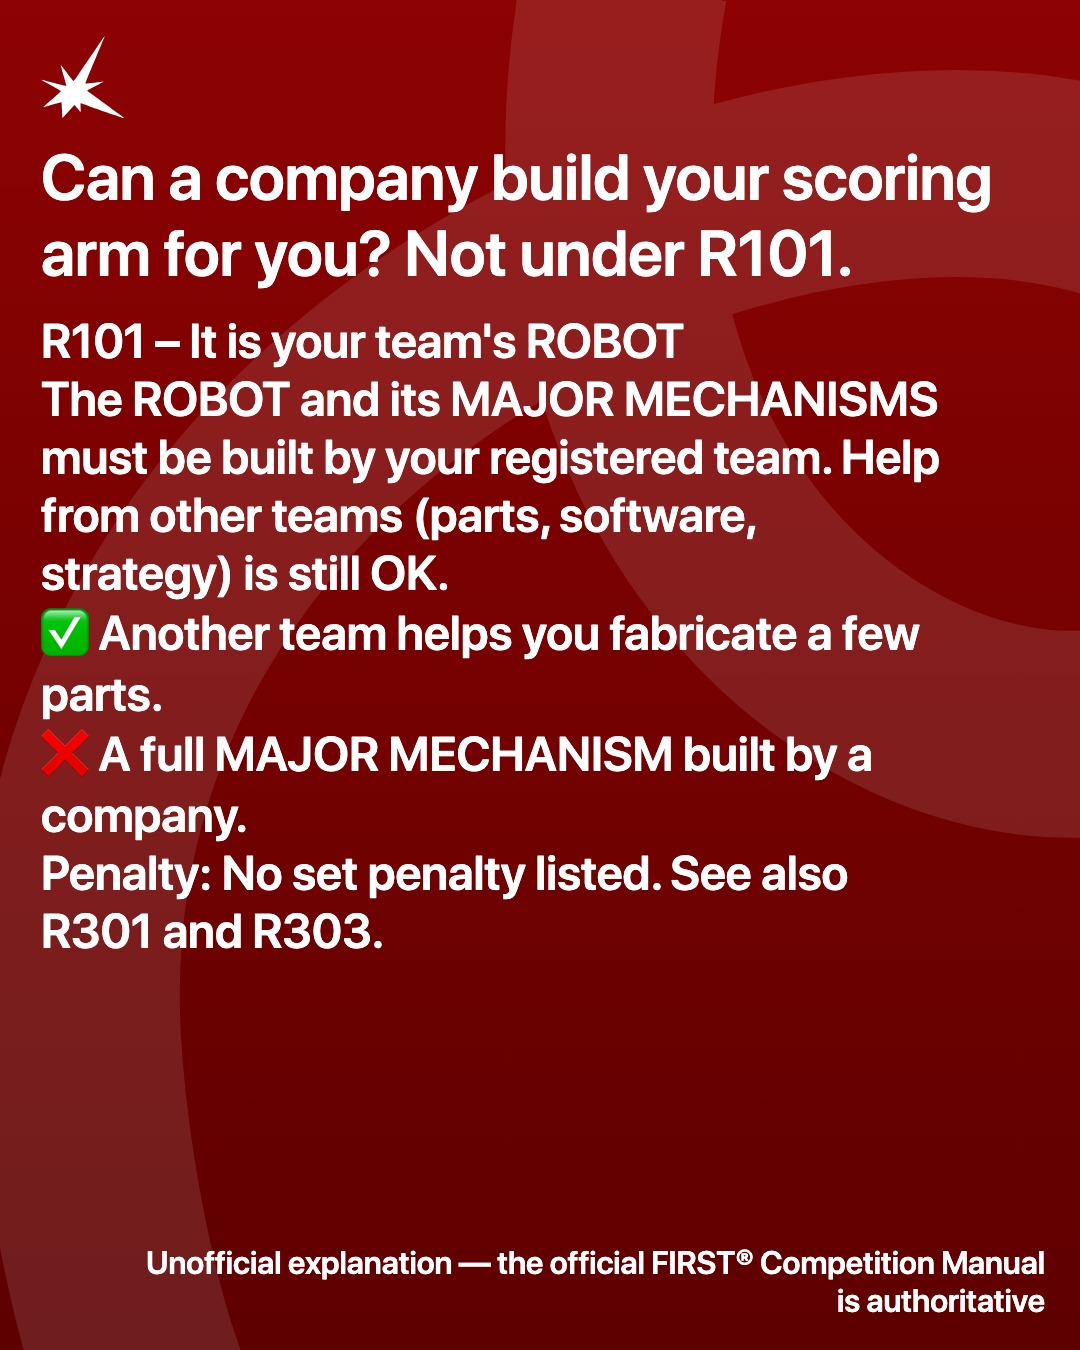 Can a company build your scoring
arm for you? Not under R101.
R101 – It is your team's ROBOT
The ROBOT and its MAJOR MECHANISMS
must be built by your registered team. Help
from other teams (parts, software,
strategy) is still OK.
✅ Another team helps you fabricate a few
parts.
❌ A full MAJOR MECHANISM built by a
company.
Penalty: No set penalty listed. See also
R301 and R303.
Unofficial explanation — the official FIRST® Competition Manual
is authoritative